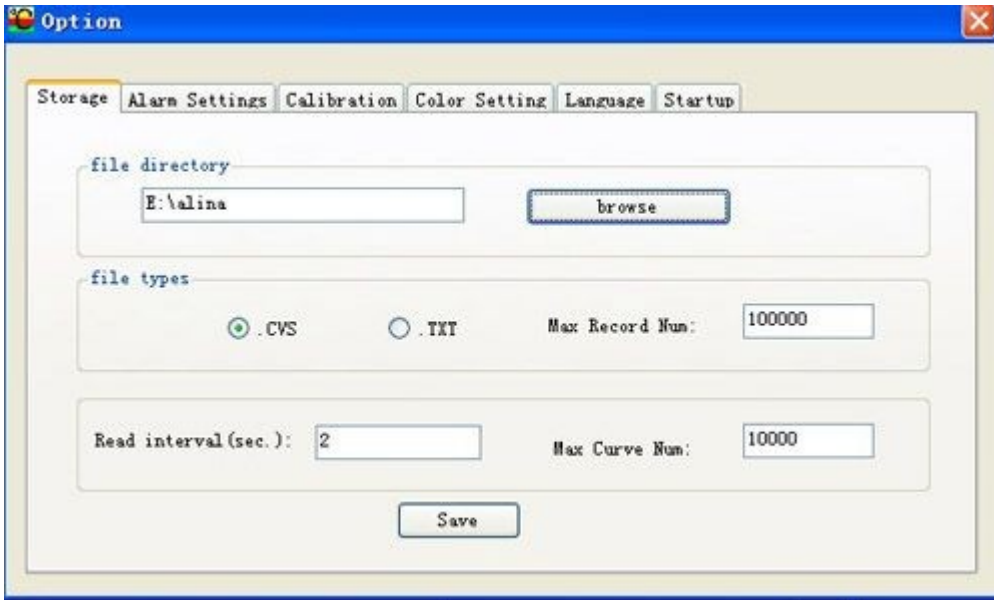 Option
Storage Alarm Settings Calibration Color Setting Language Startup
file directory
E:\alina browse
file types
.CVS .TXT Max Record Num: 100000
Read interval(sec.): 2 Max Curve Num: 10000
Save